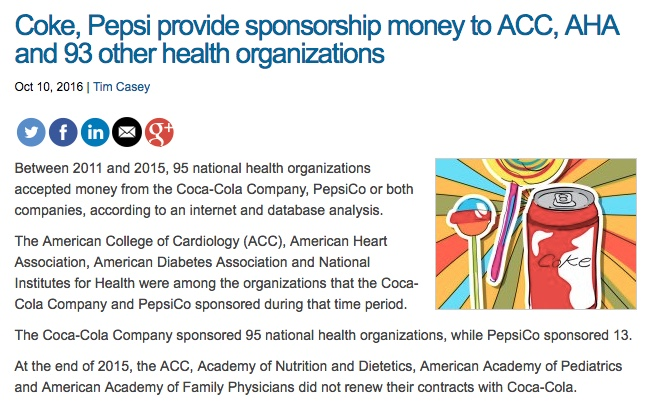 Coke, Pepsi provide sponsorship money to ACC, AHA
and 93 other health organizations
Oct 10, 2016 | Tim Casey
Between 2011 and 2015, 95 national health organizations
accepted money from the Coca-Cola Company, PepsiCo or both
companies, according to an internet and database analysis.
Coke
The American College of Cardiology (ACC), American Heart
Association, American Diabetes Association and National
Institutes for Health were among the organizations that the Coca-
Cola Company and PepsiCo sponsored during that time period.
The Coca-Cola Company sponsored 95 national health organizations, while PepsiCo sponsored 13.
At the end of 2015, the ACC, Academy of Nutrition and Dietetics, American Academy of Pediatrics
and American Academy of Family Physicians did not renew their contracts with Coca-Cola.